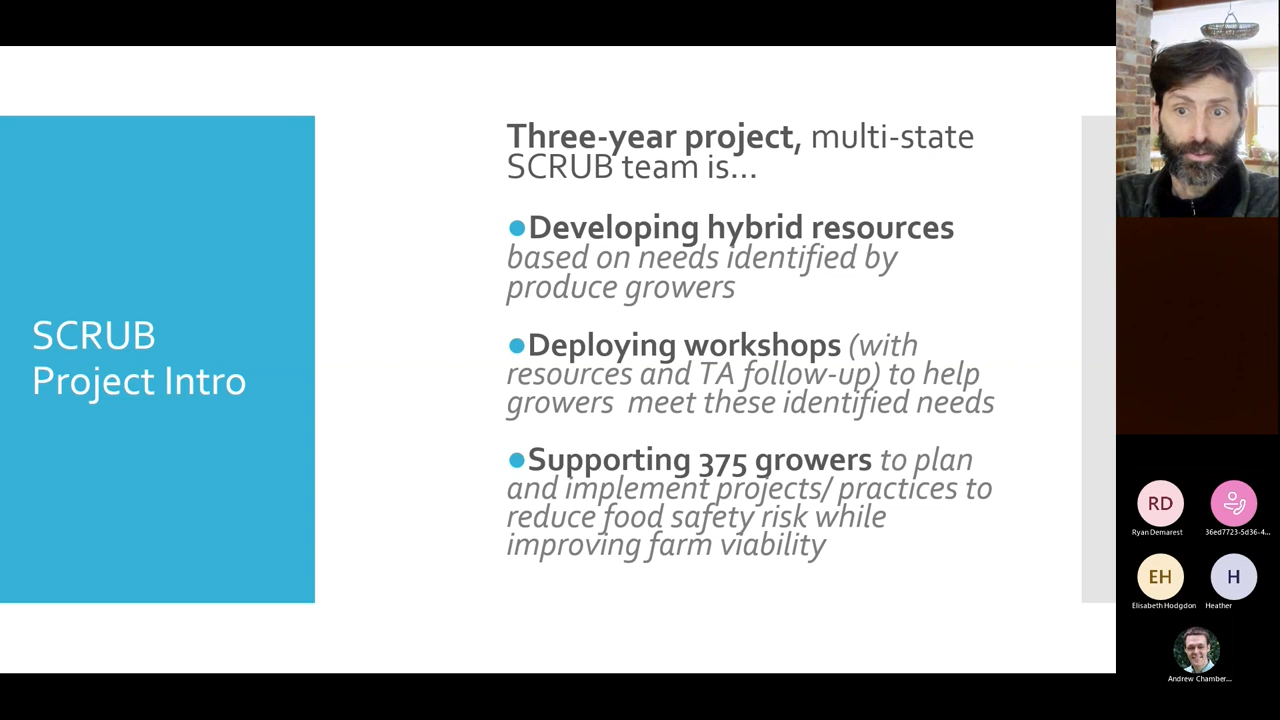 SCRUB
Project Intro
Three-year project, multi-state
SCRUB team is...
●Developing hybrid resources
based on needs identified by
produce growers
●Deploying workshops (with
resources and TA follow-up) to help
growers meet these identified needs
●Supporting 375 growers to plan
and implement projects/ practices to
reduce food safety risk while
improving farm viability
RD
Ryan Demarest
36ed7723-5d36-4...
EH
Elisabeth Hodgdon
H
Heather
Andrew Chamber...